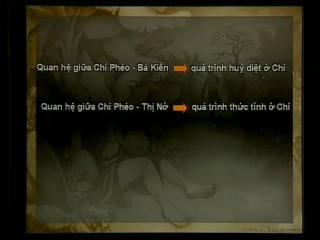 Quan hệ giữa Chí Phèo - Bá Kiến quá trình huỷ diệt ở Chí
Quan hệ giữa Chí Phèo - Thị Nở quá trình thức tỉnh ở Chí